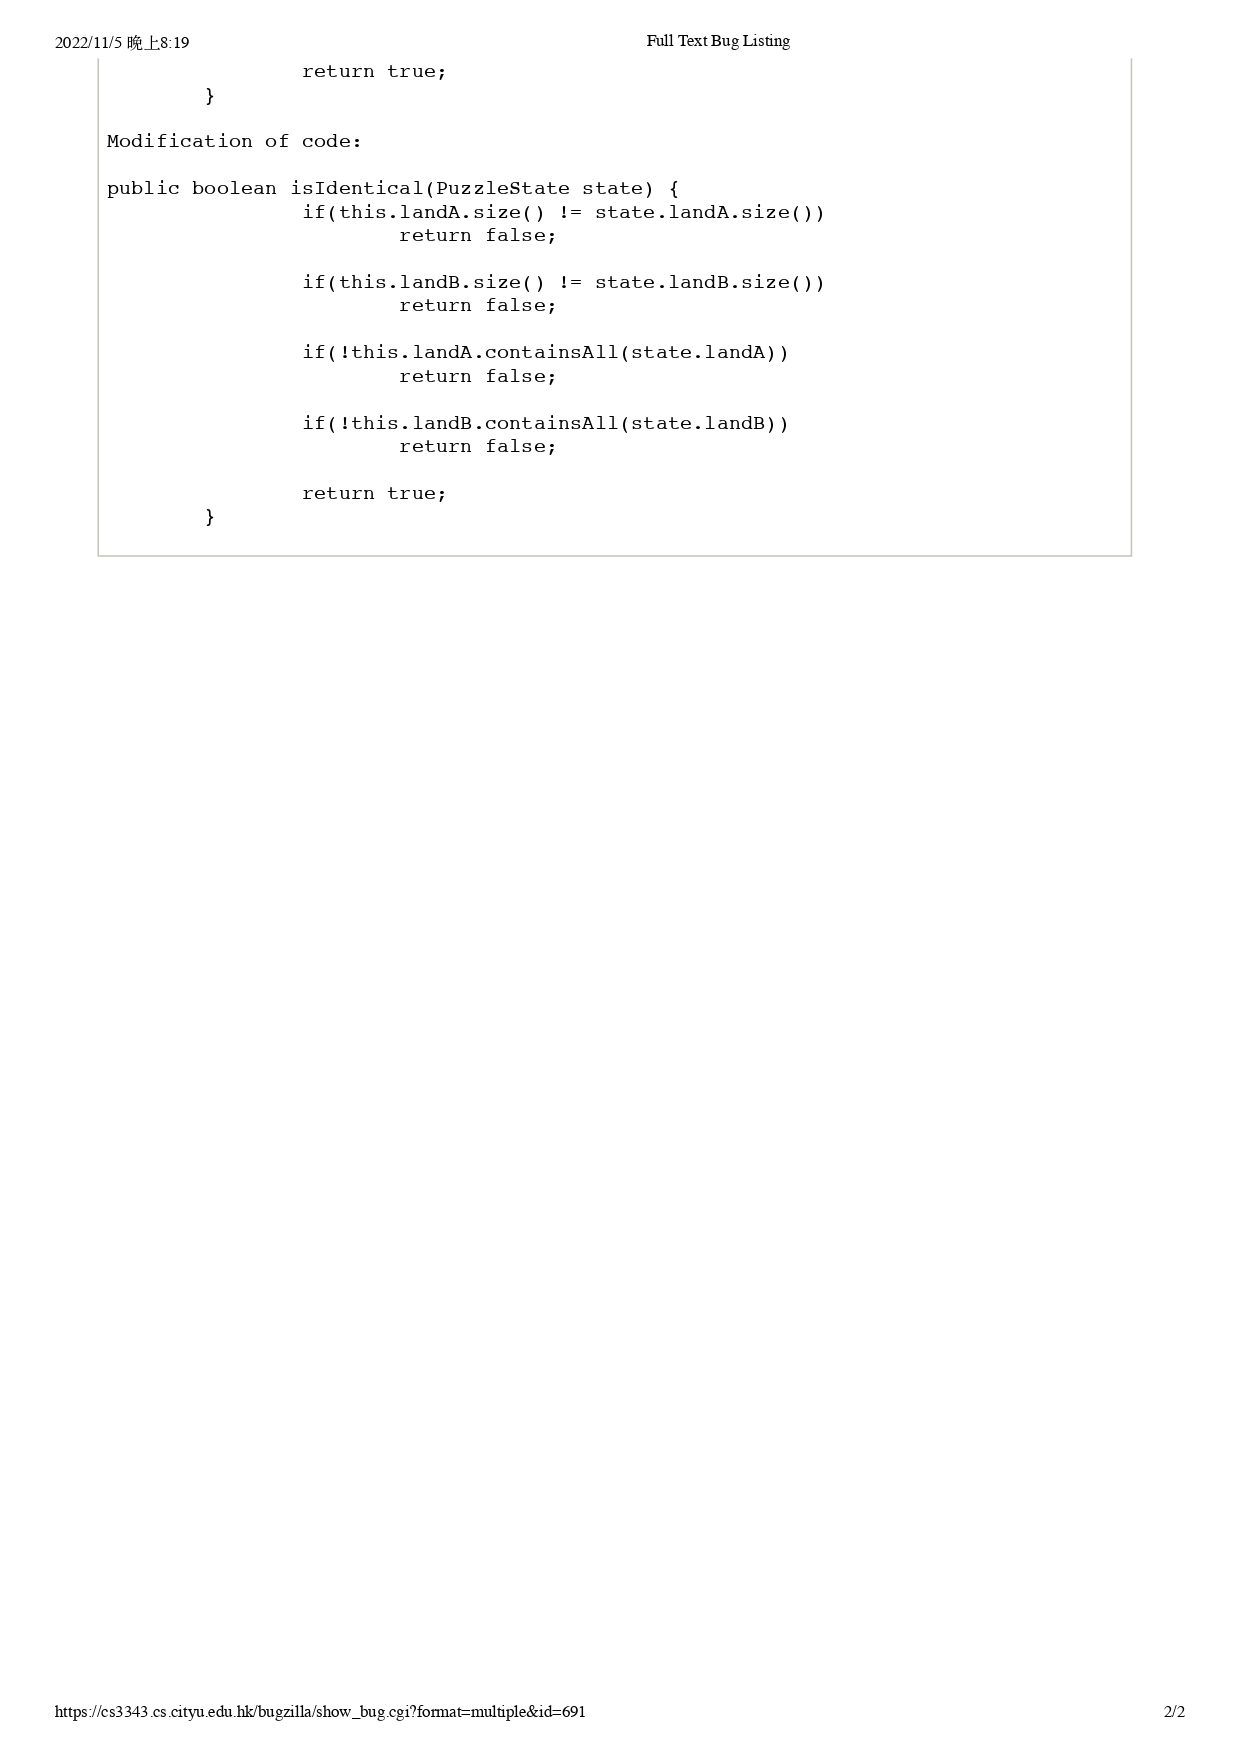 2022/11/5 晚上8:19
Full Text Bug Listing
return true;
}
Modification of code:
public boolean isIdentical(PuzzleState state) {
if(this.landA.size() != state.landA.size())
return false;
if(this.landB.size() != state.landB.size())
return false;
if(!this.landA.containsAll(state.landA))
return false;
if(!this.landB.containsAll(state.landB))
return false;
return true;
}
https://cs3343.cs.cityu.edu.hk/bugzilla/show_bug.cgi?format=multiple&id=691
2/2